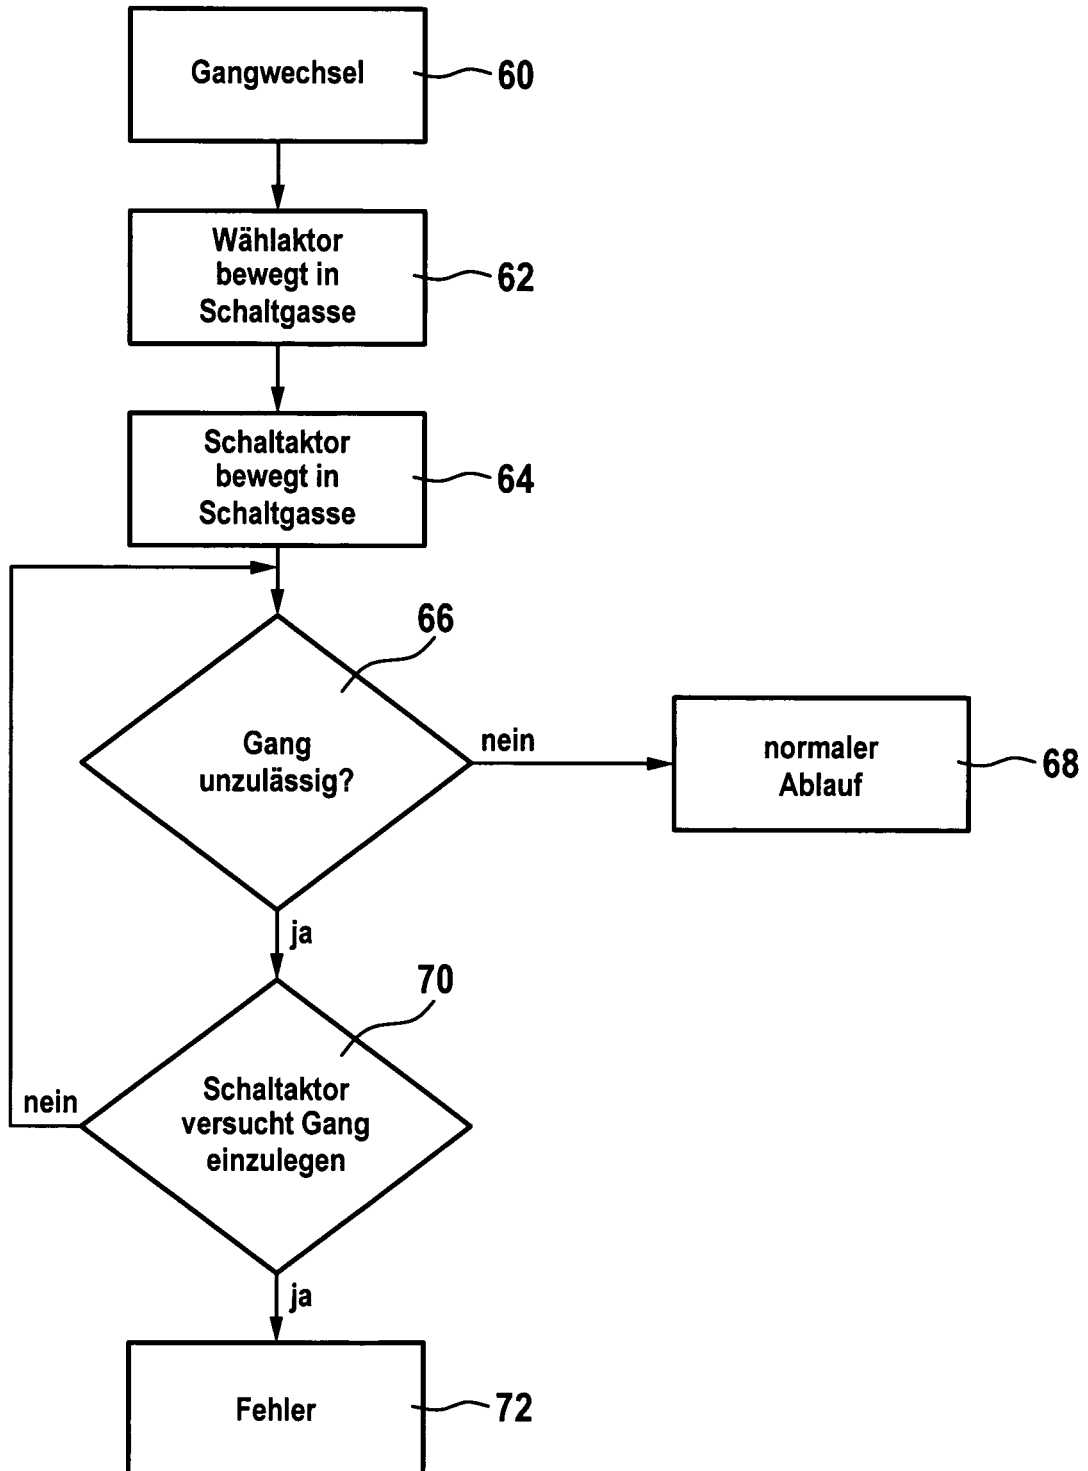 Gangwechsel
60
Wählaktor
bewegt in
Schaltgasse
62
Schaltaktor
bewegt in
Schaltgasse
64
66
Gang
unzulässig?
nein
normaler
Ablauf
68
ja
70
Schaltaktor
versucht Gang
einzulegen
nein
ja
Fehler
72